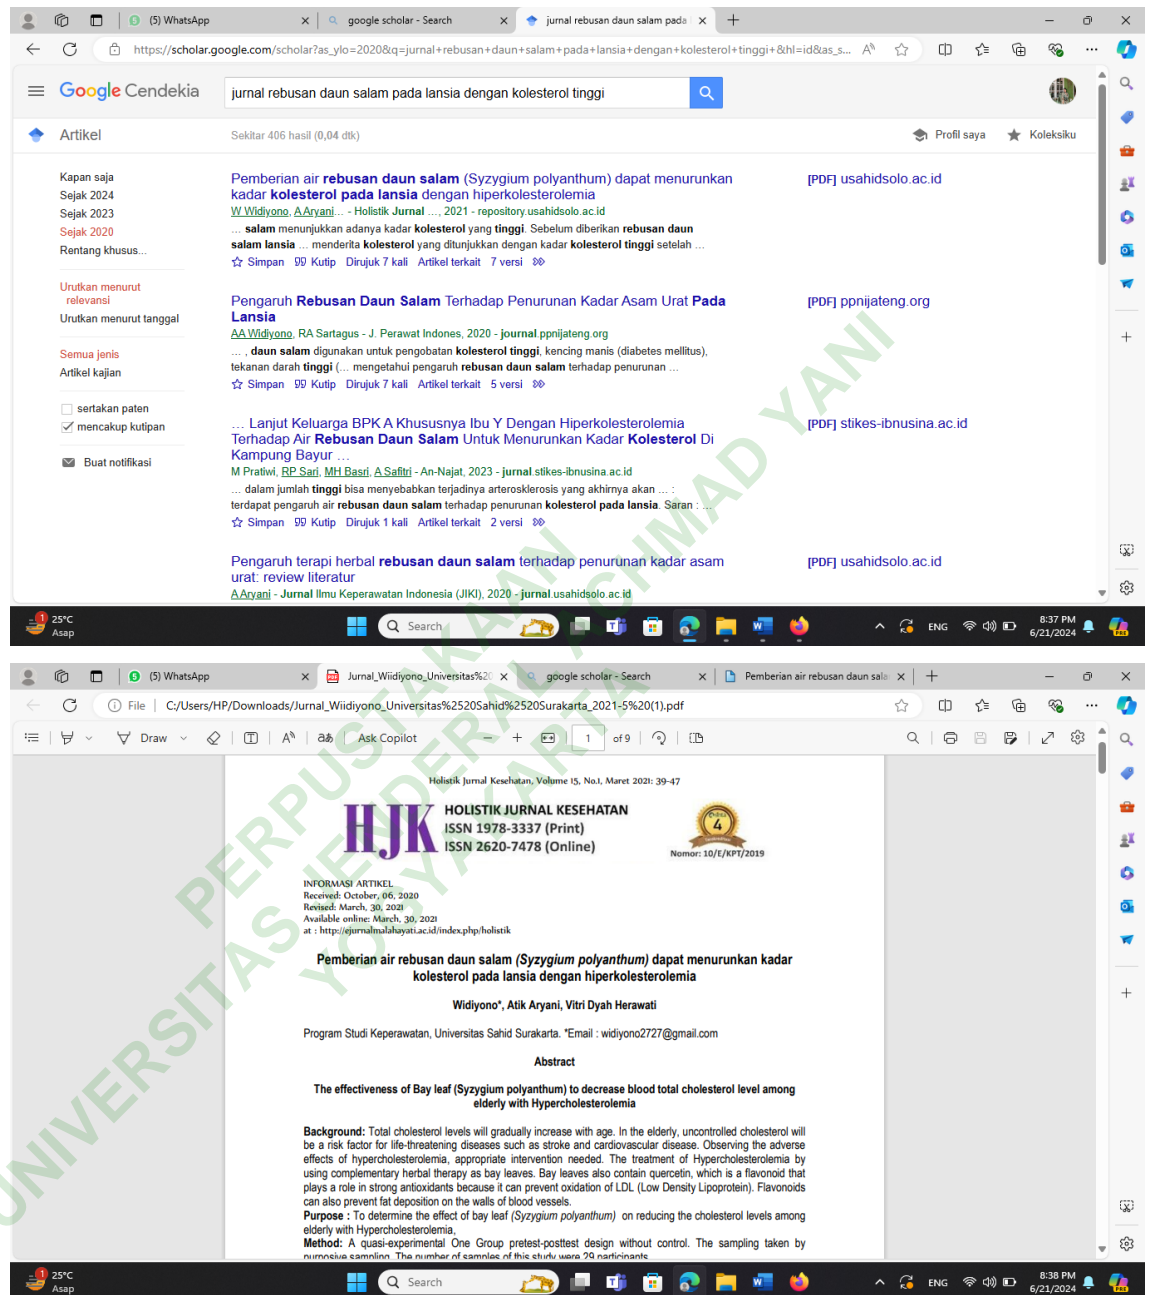 (5) WhatsApp
google scholar - Search
jurnal rebusan daun salam pada l
https://scholar.google.com/scholar?as_ylo=2020&q=jurnal+rebusan+daun+salam+pada+lansia+dengan+kolesterol+tinggi+&hl=id&as_s...
Google Cendekia
jurnal rebusan daun salam pada lansia dengan kolesterol tinggi
Artikel
Sekitar 406 hasil (0,04 dtk)
Profil saya
Koleksiku
Kapan saja
Sejak 2024
Sejak 2023
Sejak 2020
Rentang khusus...
Urutkan menurut
relevansi
Urutkan menurut tanggal
Semua jenis
Artikel kajian
sertakan paten
mencakup kutipan
Buat notifikasi
Pemberian air rebusan daun salam (Syzygium polyanthum) dapat menurunkan
kadar kolesterol pada lansia dengan hiperkolesterolemia
W Widiyono, A Aryani... - Holistik Jurnal ..., 2021 - repository.usahidsolo.ac.id
... salam menunjukkan adanya kadar kolesterol yang tinggi. Sebelum diberikan rebusan daun
salam lansia ... menderita kolesterol yang ditunjukkan dengan kadar kolesterol tinggi setelah ...
Simpan Kutip Dirujuk 7 kali Artikel terkait 7 versi
[PDF] usahidsolo.ac.id
Pengaruh Rebusan Daun Salam Terhadap Penurunan Kadar Asam Urat Pada
Lansia
AA Widiyono, RA Sartagus - J. Perawat Indones, 2020 - journal.ppnijateng.org
... , daun salam digunakan untuk pengobatan kolesterol tinggi, kencing manis (diabetes mellitus),
tekanan darah tinggi (... mengetahui pengaruh rebusan daun salam terhadap penurunan ...
Simpan Kutip Dirujuk 7 kali Artikel terkait 5 versi
[PDF] ppnijateng.org
... Lanjut Keluarga BPK A Khususnya Ibu Y Dengan Hiperkolesterolemia
Terhadap Air Rebusan Daun Salam Untuk Menurunkan Kadar Kolesterol Di
Kampung Bayur ...
M Pratiwi, RP Sari, MH Basri, A Safitri - An-Najat, 2023 - jurnal.stikes-ibnusina.ac.id
... dalam jumlah tinggi bisa menyebabkan terjadinya arterosklerosis yang akhirnya akan ... :
terdapat pengaruh air rebusan daun salam terhadap penurunan kolesterol pada lansia. Saran : ...
Simpan Kutip Dirujuk 1 kali Artikel terkait 2 versi
[PDF] stikes-ibnusina.ac.id
Pengaruh terapi herbal rebusan daun salam terhadap penurunan kadar asam
urat: review literatur
A Aryani - Jurnal Ilmu Keperawatan Indonesia (JIKI), 2020 - jurnal.usahidsolo.ac.id
[PDF] usahidsolo.ac.id
1
25°C
Asap
Search
ENG
8:37 PM
6/21/2024
(5) WhatsApp
Jurnal_Wiidiyono_Universitas%20
google scholar - Search
Pemberian air rebusan daun sala
File
C:/Users/HP/Downloads/Jurnal_Wiidiyono_Universitas%2520Sahid%2520Surakarta_2021-5%20(1).pdf
Draw
Ask Copilot
1 of 9
Holistik Jurnal Kesehatan, Volume 15, No.1, Maret 2021: 39-47
HJK
HOLISTIK JURNAL KESEHATAN
ISSN 1978-3337 (Print)
ISSN 2620-7478 (Online)
4
Nomor: 10/E/KPT/2019
INFORMASI ARTIKEL
Received: October, 06, 2020
Revised: March, 30, 2021
Available online: March, 30, 2021
at : http://ejurnalmalahayati.ac.id/index.php/holistik
Pemberian air rebusan daun salam (Syzygium polyanthum) dapat menurunkan kadar
kolesterol pada lansia dengan hiperkolesterolemia
Widiyono*, Atik Aryani, Vitri Dyah Herawati
Program Studi Keperawatan, Universitas Sahid Surakarta. *Email : widiyono2727@gmail.com
Abstract
The effectiveness of Bay leaf (Syzygium polyanthum) to decrease blood total cholesterol level among
elderly with Hypercholesterolemia
Background: Total cholesterol levels will gradually increase with age. In the elderly, uncontrolled cholesterol will
be a risk factor for life-threatening diseases such as stroke and cardiovascular disease. Observing the adverse
effects of hypercholesterolemia, appropriate intervention needed. The treatment of Hypercholesterolemia by
using complementary herbal therapy as bay leaves. Bay leaves also contain quercetin, which is a flavonoid that
plays a role in strong antioxidants because it can prevent oxidation of LDL (Low Density Lipoprotein). Flavonoids
can also prevent fat deposition on the walls of blood vessels.
Purpose : To determine the effect of bay leaf (Syzygium polyanthum) on reducing the cholesterol levels among
elderly with Hypercholesterolemia,
Method: A quasi-experimental One Group pretest-posttest design without control. The sampling taken by
purposive sampling. The number of samples of this study were 29 participants
1
25°C
Asap
Search
ENG
8:38 PM
6/21/2024
PERPUSTAKAAN
UNIVERSITAS JENDERAL ACHMAD YANI
YOGYAKARTA